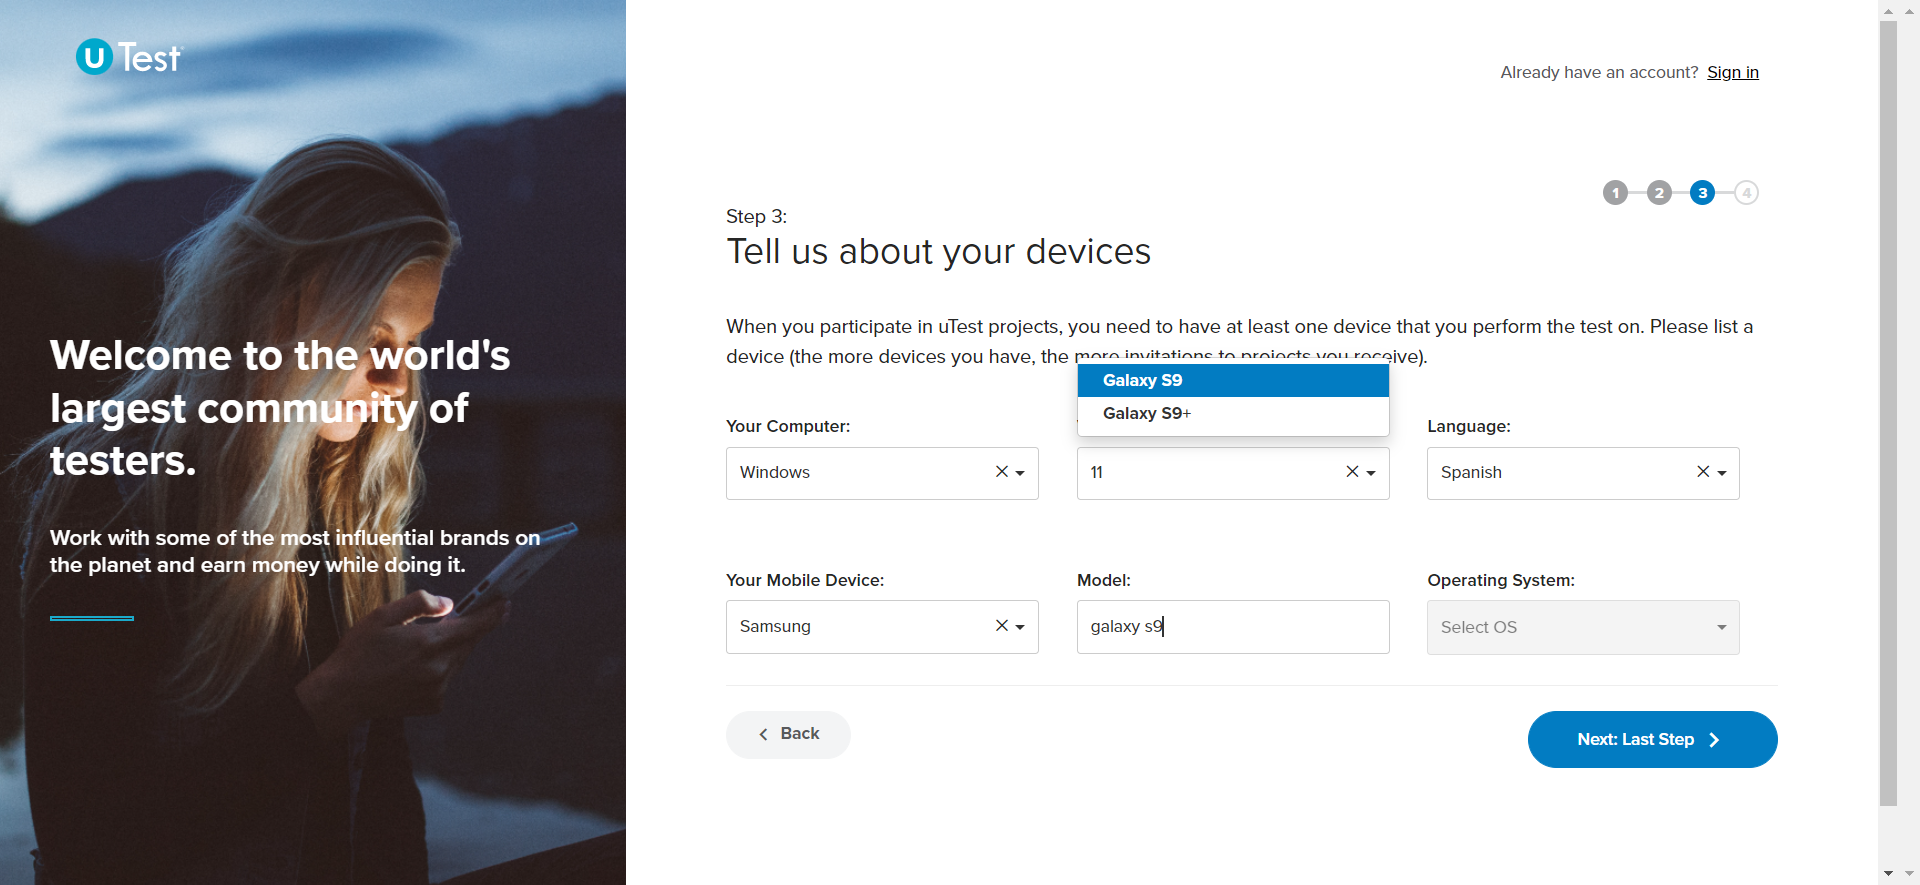 U Test
Already have an account? Sign in
1 2 3 4
Step 3:
Tell us about your devices
When you participate in uTest projects, you need to have at least one device that you perform the test on. Please list a
device (the more devices you have, the more invitations to projects you receive).
Galaxy S9
Galaxy S9+
Your Computer:
Language:
Windows
11
Spanish
Your Mobile Device:
Model:
Operating System:
Samsung
galaxy s9
Select OS
Back
Next: Last Step
Welcome to the world's
largest community of
testers.
Work with some of the most influential brands on
the planet and earn money while doing it.